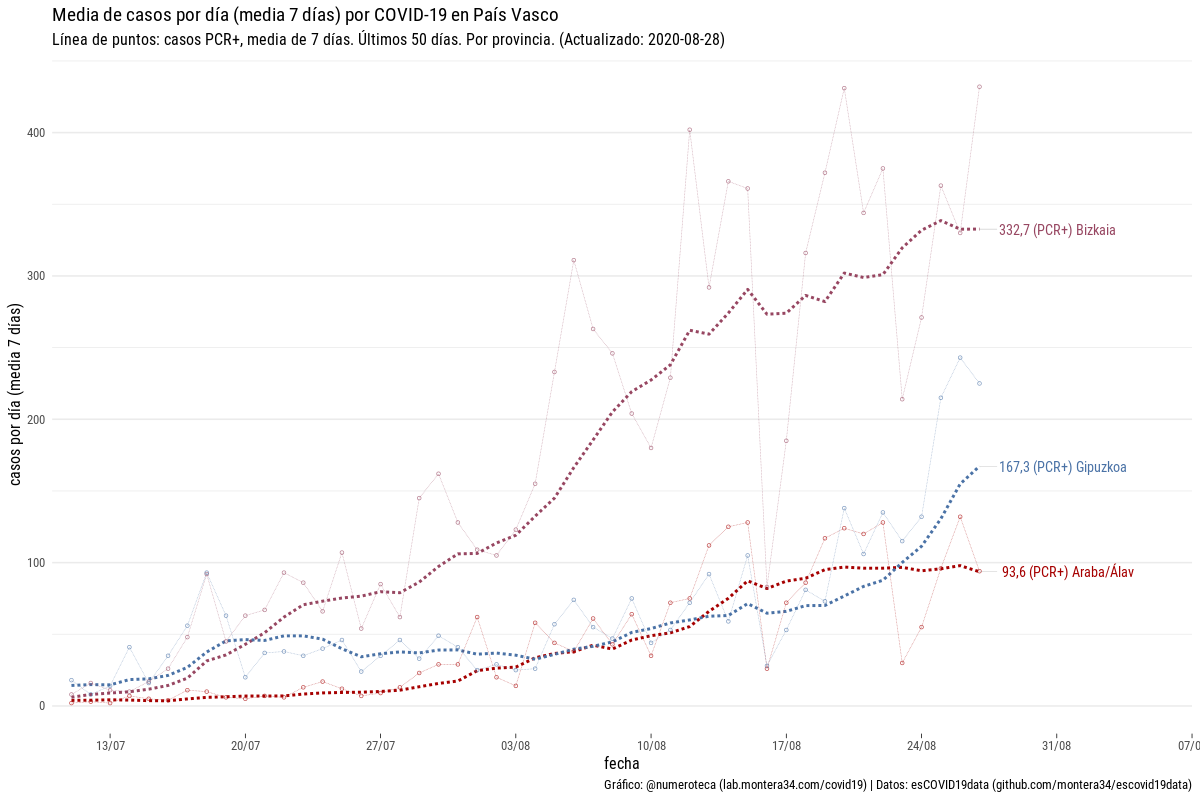 Media de casos por día (media 7 días) por COVID-19 en País Vasco
Línea de puntos: casos PCR+, media de 7 días. Últimos 50 días. Por provincia. (Actualizado: 2020-08-28)
casos por día (media 7 días)
400
300
200
100
0
332,7 (PCR+) Bizkaia
167,3 (PCR+) Gipuzkoa
93,6 (PCR+) Araba/Álav
13/07
20/07
27/07
03/08
10/08
17/08
24/08
31/08
07/0
fecha
Gráfico: @numeroteca (lab.montera34.com/covid19) | Datos: esCOVID19data (github.com/montera34/escovid19data)